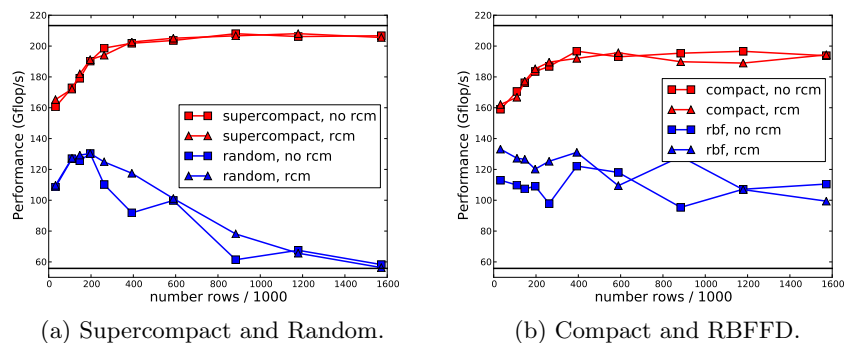 220
200
180
160
140
120
100
80
60
Performance (Gflop/s)
supercompact, no rcm
supercompact, rcm
random, no rcm
random, rcm
0 200 400 600 800 1000 1200 1400 1600
number rows / 1000
(a) Supercompact and Random.
220
200
180
160
140
120
100
80
60
Performance (Gflop/s)
compact, no rcm
compact, rcm
rbf, no rcm
rbf, rcm
0 200 400 600 800 1000 1200 1400 1600
number rows / 1000
(b) Compact and RBFFD.